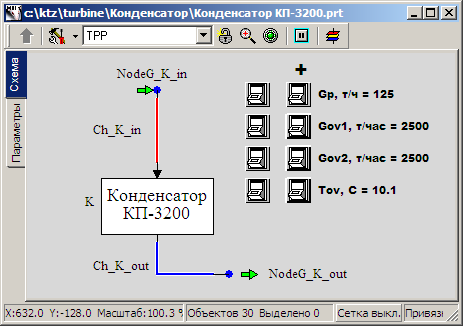 c:\ktz\turbine\Конденсатор\Конденсатор КП-3200.prt
TPP
Схема
Параметры
NodeG_K_in
Ch_K_in
K
Конденсатор
КП-3200
Ch_K_out
NodeG_K_out
+
Gp, т/ч = 125
Gov1, т/час = 2500
Gov2, т/час = 2500
Tov, C = 10.1
X:632.0 Y:-128.0 Масштаб:100.3 % Объектов 30 Выделено 0 Сетка выкл. Привязк